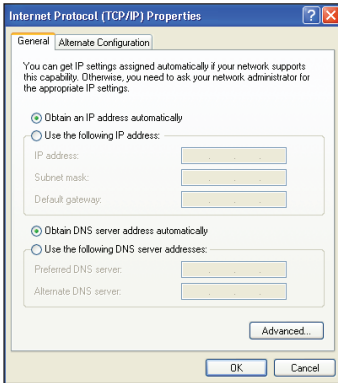 Internet Protocol (TCP/IP) Properties
General
Alternate Configuration
You can get IP settings assigned automatically if your network supports
this capability. Otherwise, you need to ask your network administrator for
the appropriate IP settings.
Obtain an IP address automatically
Use the following IP address:
IP address:
Subnet mask:
Default gateway:
Obtain DNS server address automatically
Use the following DNS server addresses:
Preferred DNS server:
Alternate DNS server:
Advanced...
OK
Cancel